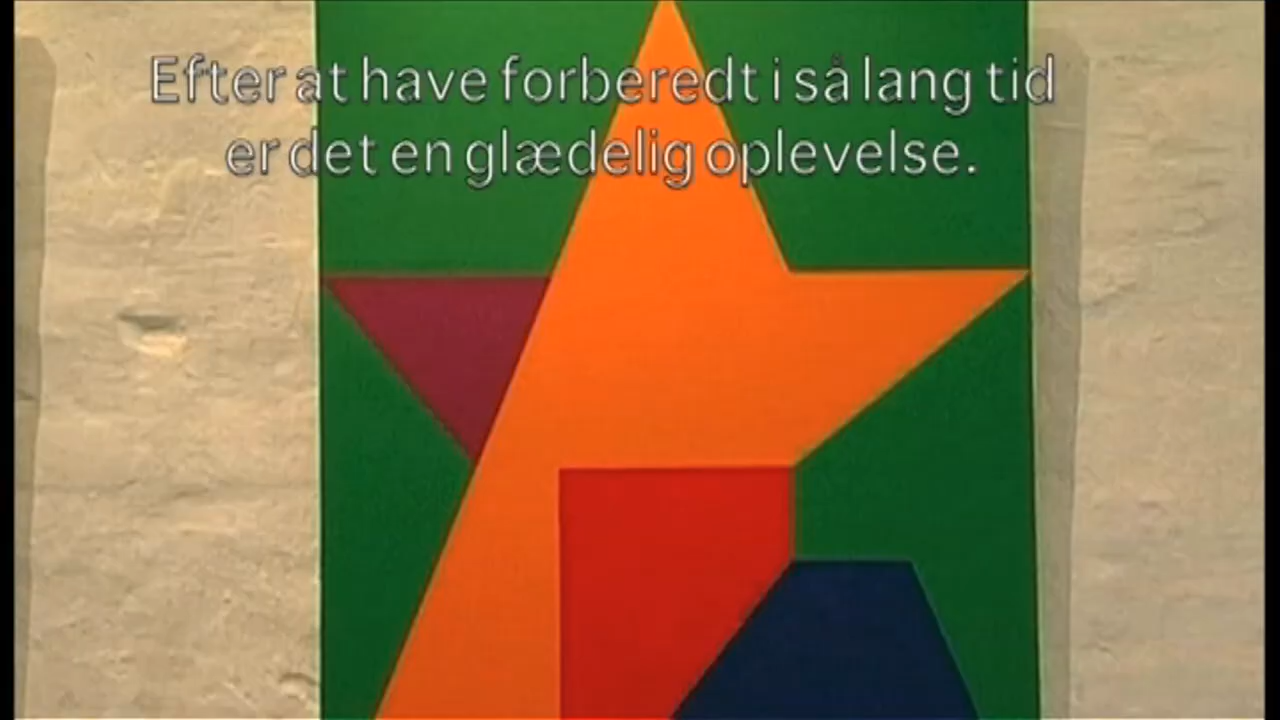 Efter at have forberedt i så lang tid
er det en glædelig oplevelse.